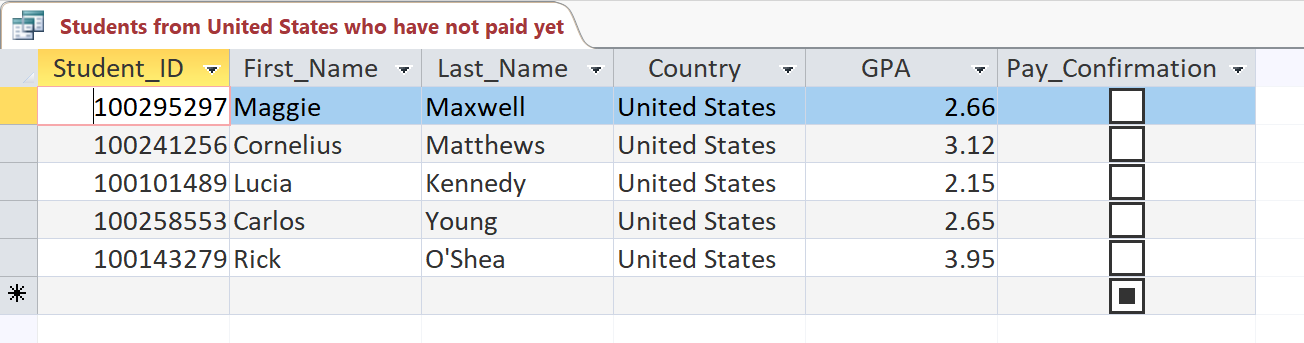 Students from United States who have not paid yet
Student_ID First_Name Last_Name Country GPA Pay_Confirmation
100295297 Maggie Maxwell United States 2.66
100241256 Cornelius Matthews United States 3.12
100101489 Lucia Kennedy United States 2.15
100258553 Carlos Young United States 2.65
100143279 Rick O'Shea United States 3.95